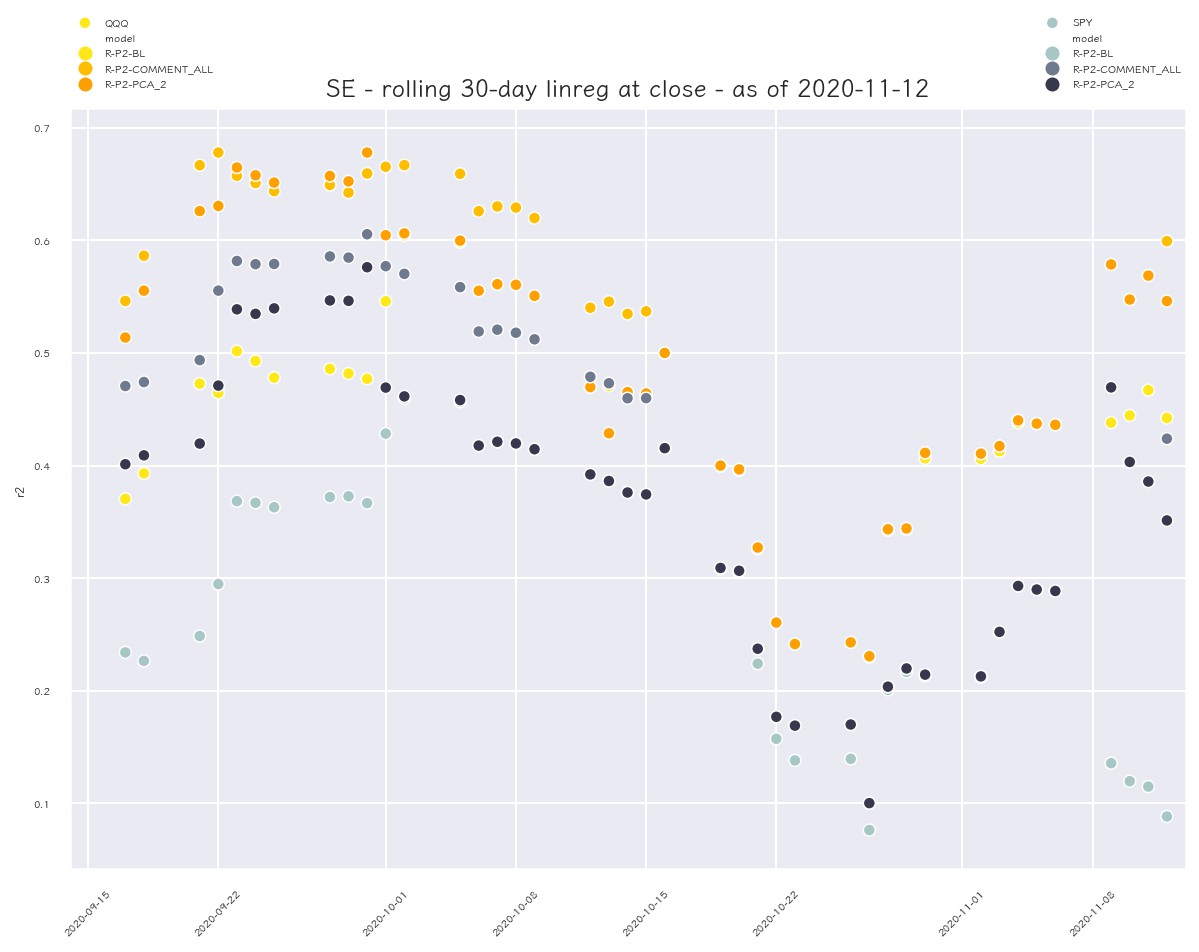 QQQ
model
R-P2-BL
R-P2-COMMENT_ALL
R-P2-PCA_2
SPY
model
R-P2-BL
R-P2-COMMENT_ALL
R-P2-PCA_2
SE - rolling 30-day linreg at close - as of 2020-11-12
0.7
0.6
0.5
0.4
0.3
0.2
0.1
r2
2020-09-15
2020-09-22
2020-10-01
2020-10-08
2020-10-15
2020-10-22
2020-11-01
2020-11-08